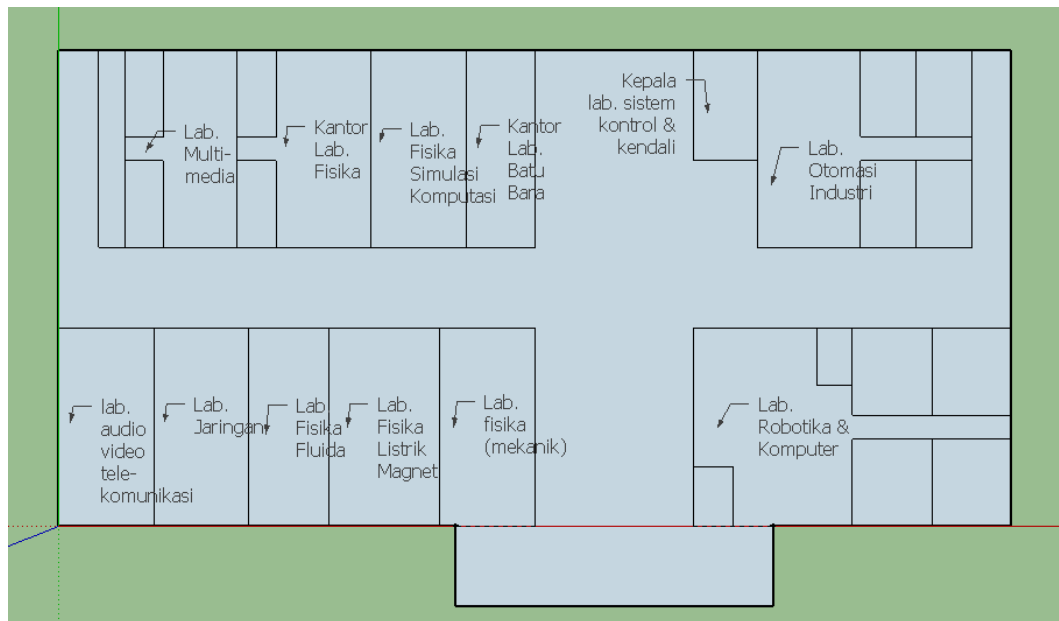 Lab.
Multi-
media
Kantor
Lab.
Fisika
Lab.
Fisika
Simulasi
Komputasi
Kantor
Lab.
Batu
Bara
Kepala
lab. sistem
kontrol &
kendali
Lab.
Otomasi
Industri
lab.
audio
video
tele-
komunikasi
Lab.
Jaringan
Lab
Fisika
Fluida
Lab.
Fisika
Listrik
Magnet
Lab.
fisika
(mekanik)
Lab.
Robotika &
Komputer